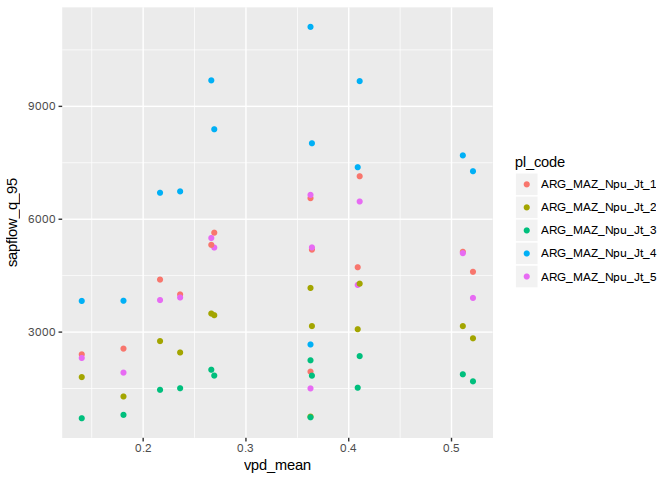 9000
6000
3000
sapflow_q_95
0.2
0.3
0.4
0.5
vpd_mean
pl_code
ARG_MAZ_Npu_Jt_1
ARG_MAZ_Npu_Jt_2
ARG_MAZ_Npu_Jt_3
ARG_MAZ_Npu_Jt_4
ARG_MAZ_Npu_Jt_5